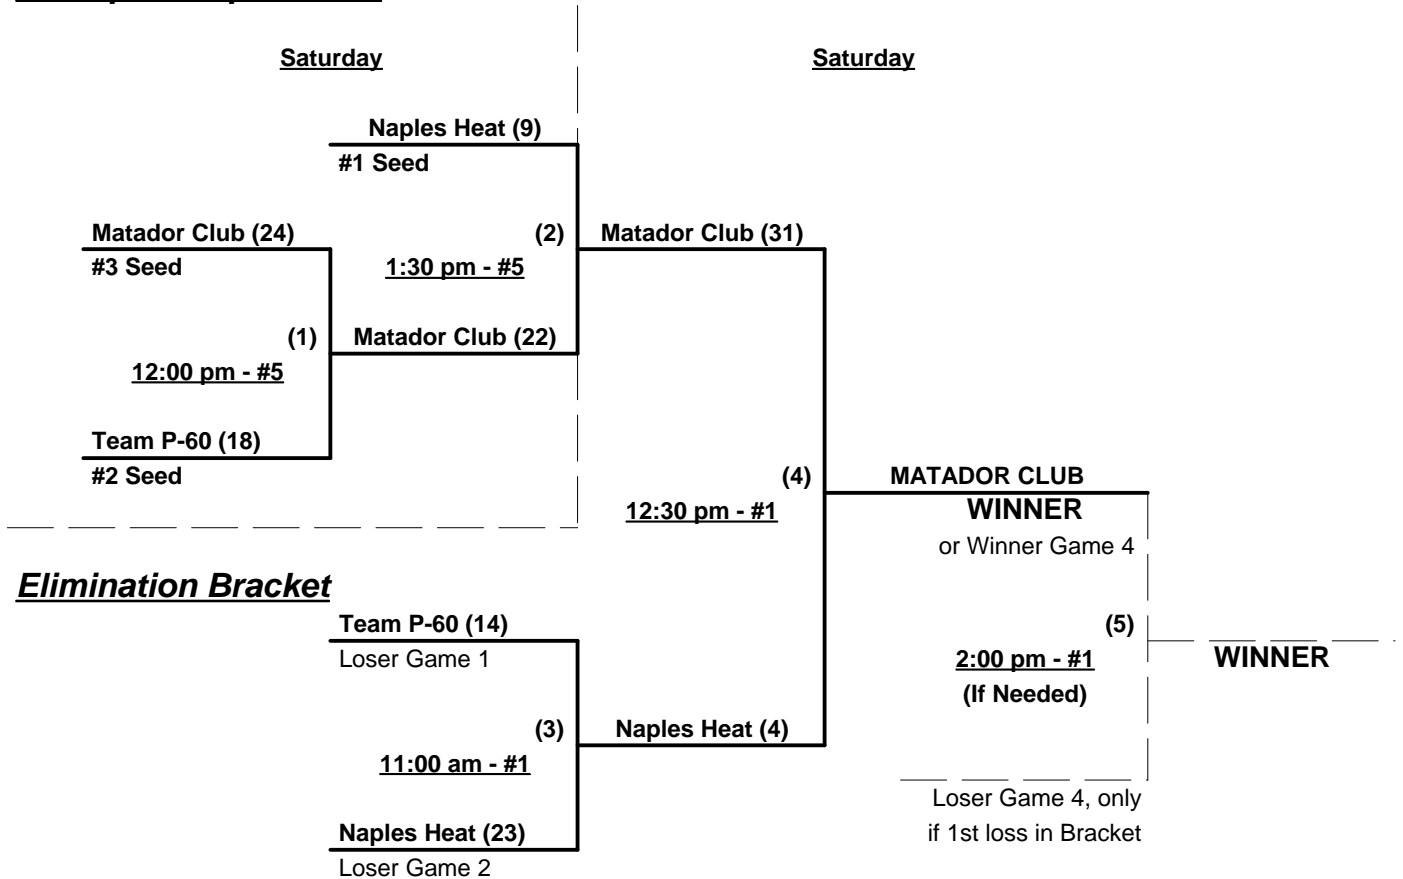 Saturday
Saturday
Naples Heat (9)
#1 Seed
Matador Club (24)
#3 Seed
(2)
1:30 pm - #5
Matador Club (31)
(1)
12:00 pm - #5
Matador Club (22)
Team P-60 (18)
#2 Seed
(4)
12:30 pm - #1
MATADOR CLUB
WINNER
or Winner Game 4
Elimination Bracket
Team P-60 (14)
Loser Game 1
(5)
2:00 pm - #1
(If Needed)
WINNER
(3)
11:00 am - #1
Naples Heat (4)
Loser Game 4, only
if 1st loss in Bracket
Naples Heat (23)
Loser Game 2